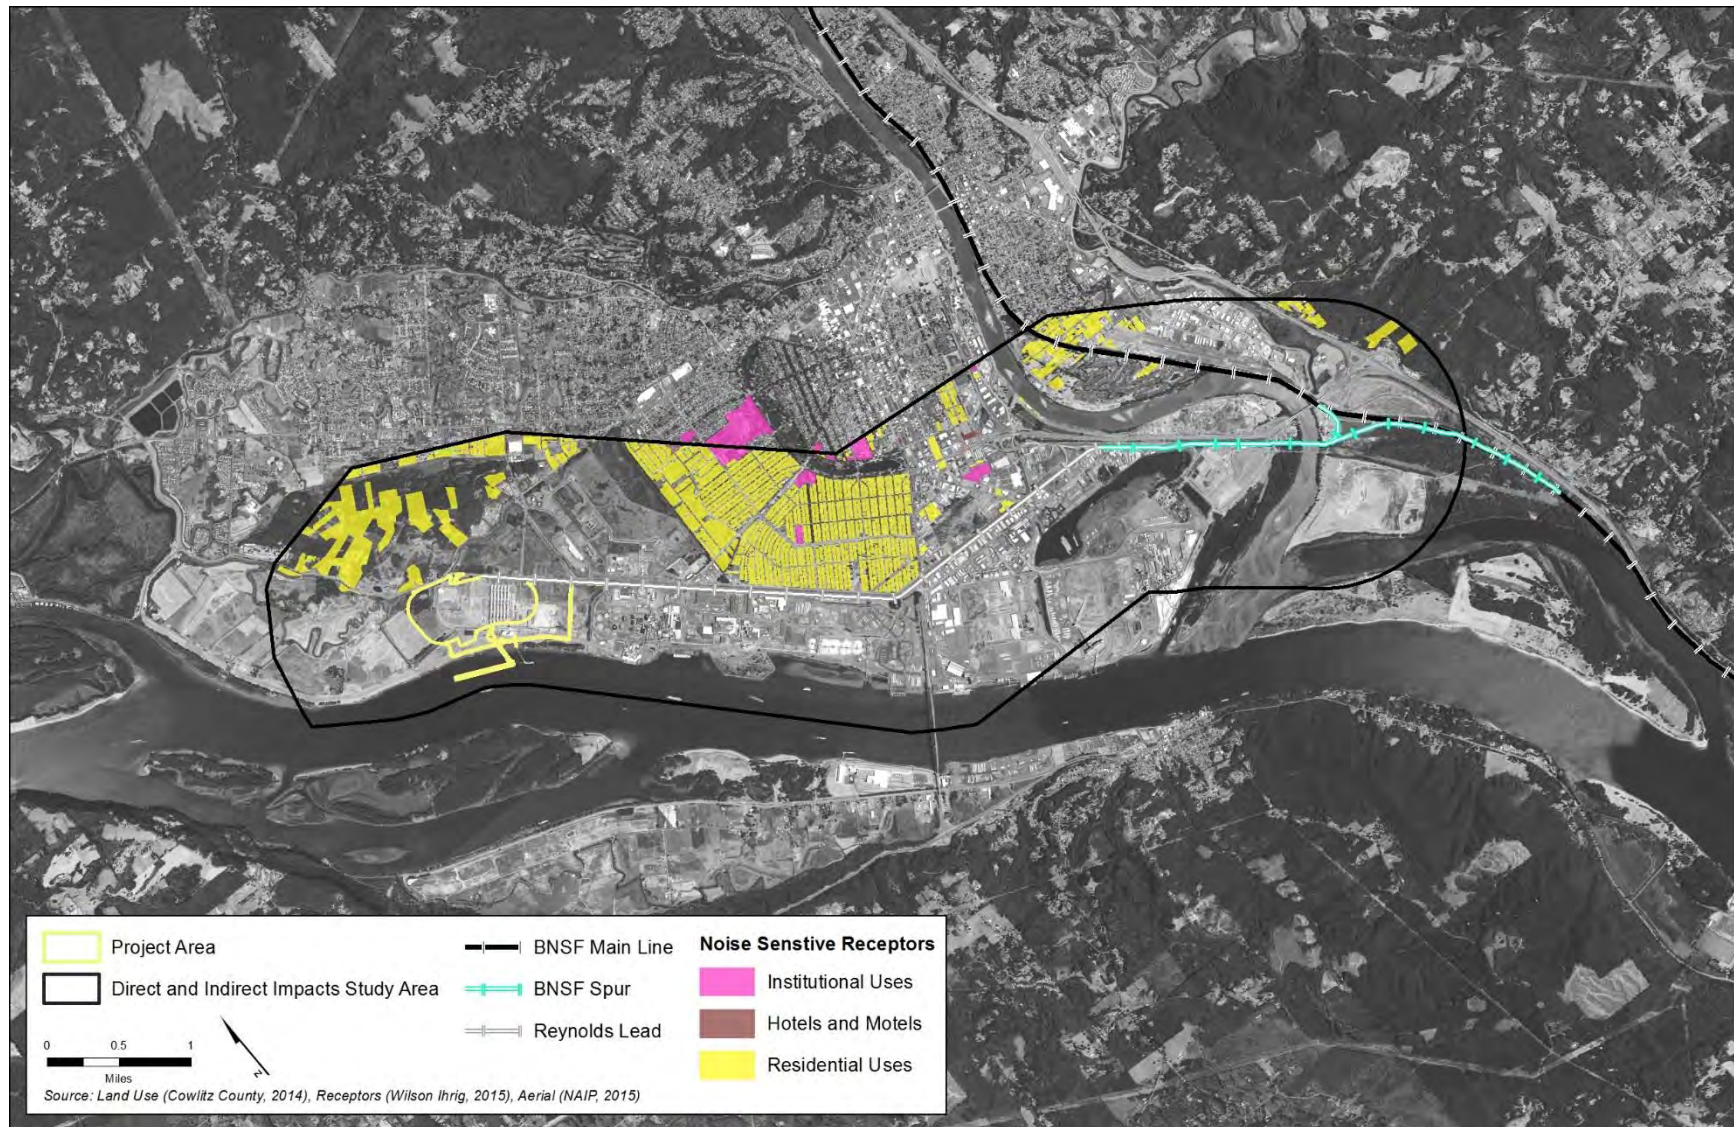 Project Area
Direct and Indirect Impacts Study Area
0 0.5 1
Miles
N
BNSF Main Line
BNSF Spur
Reynolds Lead
Noise Senstive Receptors
Institutional Uses
Hotels and Motels
Residential Uses
Source: Land Use (Cowlitz County, 2014), Receptors (Wilson Ihrig, 2015), Aerial (NAIP, 2015)